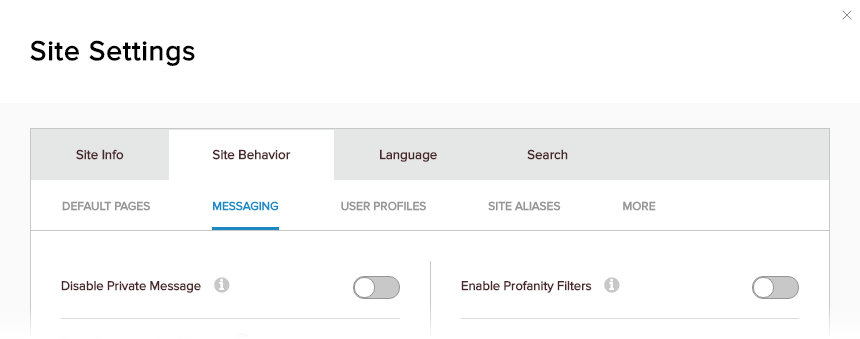 Site Settings
Site Info Site Behavior Language Search
DEFAULT PAGES MESSAGING USER PROFILES SITE ALIASES MORE
Disable Private Message Enable Profanity Filters